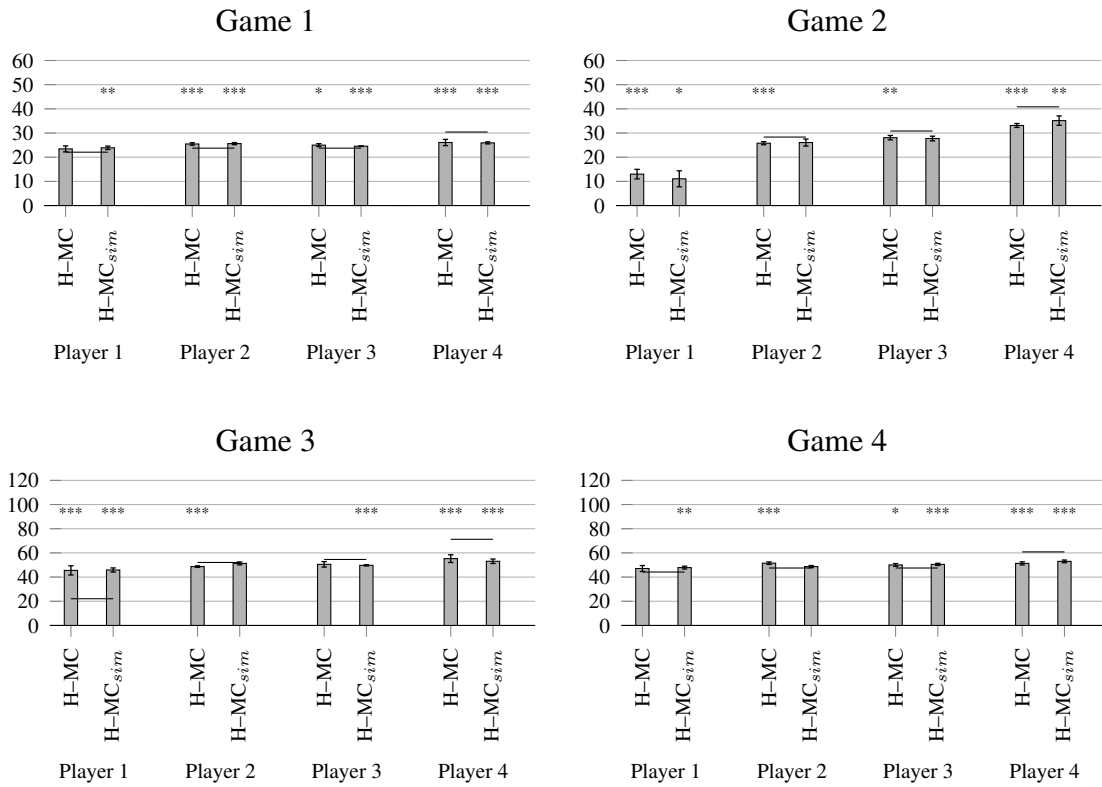 Game 1
60
50
40
30
20
10
0
** *** *** * *** *** ***
H–MC H–MCsim H–MC H–MCsim H–MC H–MCsim H–MC H–MCsim
Player 1 Player 2 Player 3 Player 4
Game 2
60
50
40
30
20
10
0
*** * *** ** *** **
H–MC H–MCsim H–MC H–MCsim H–MC H–MCsim H–MC H–MCsim
Player 1 Player 2 Player 3 Player 4
Game 3
120
100
80
60
40
20
0
*** *** *** *** *** ***
H–MC H–MCsim H–MC H–MCsim H–MC H–MCsim H–MC H–MCsim
Player 1 Player 2 Player 3 Player 4
Game 4
120
100
80
60
40
20
0
** *** * *** *** ***
H–MC H–MCsim H–MC H–MCsim H–MC H–MCsim H–MC H–MCsim
Player 1 Player 2 Player 3 Player 4